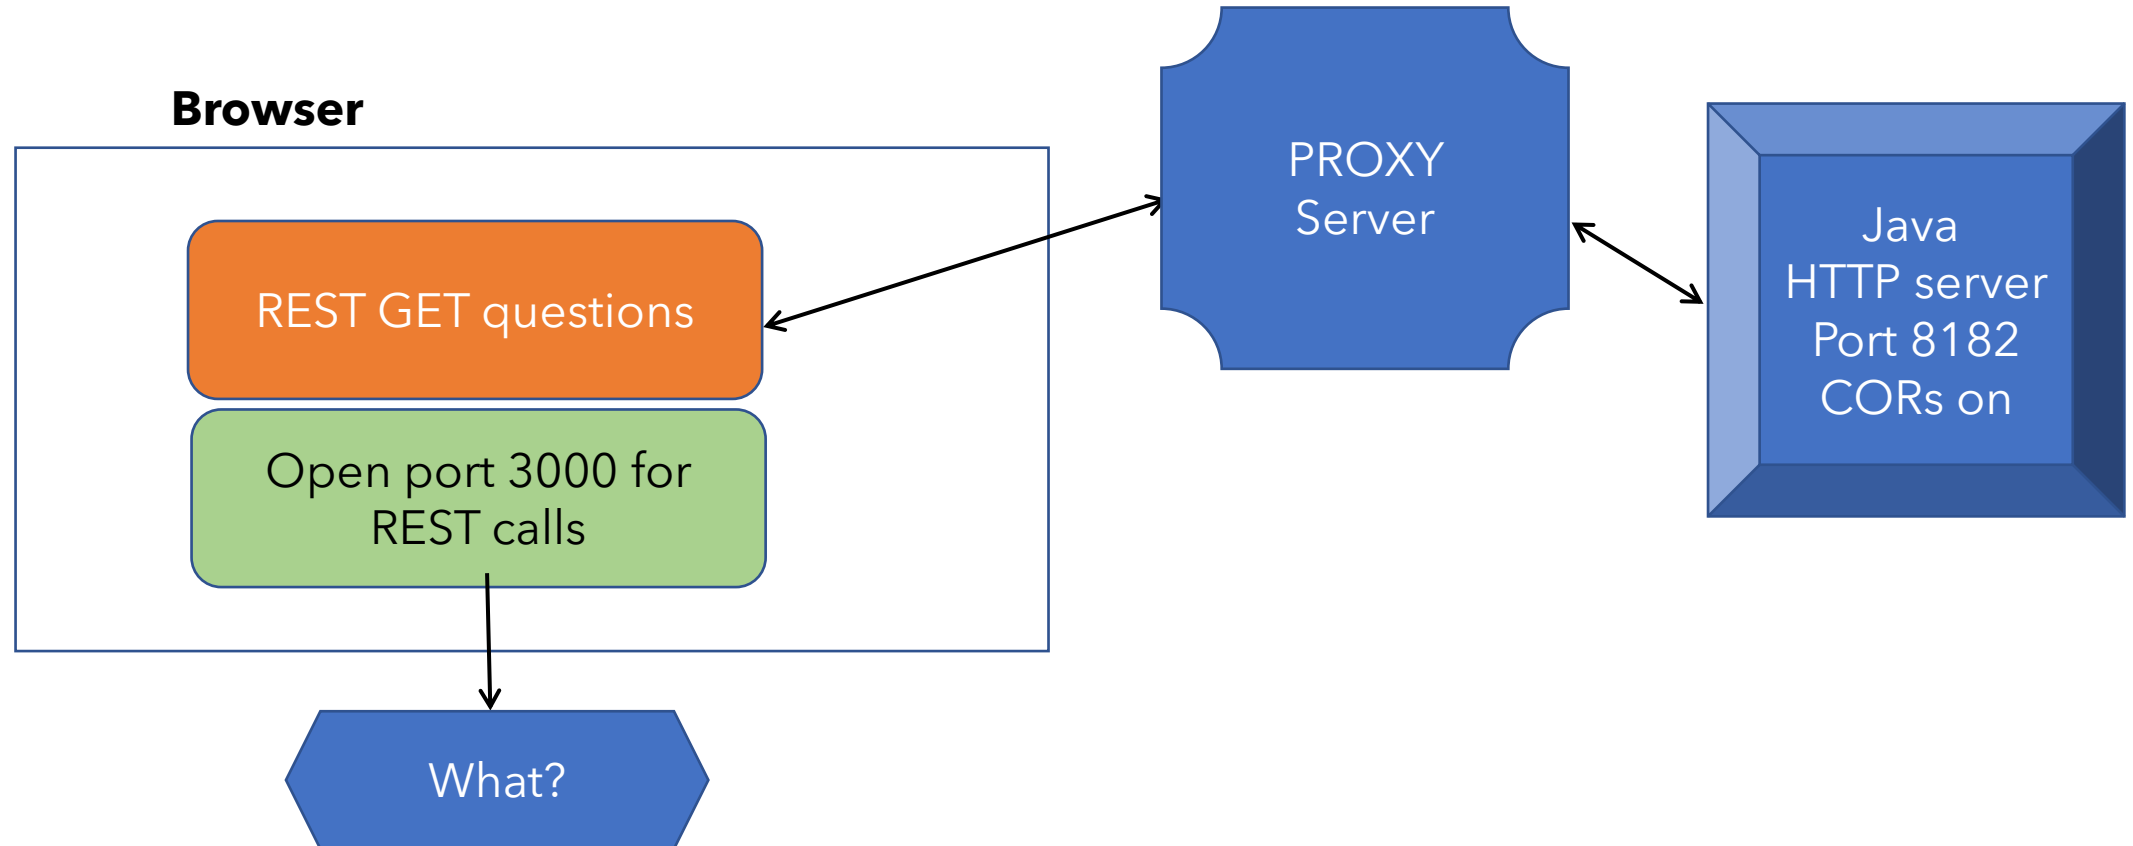 Browser
REST GET questions
Open port 3000 for
REST calls
What?
PROXY
Server
Java
HTTP server
Port 8182
CORs on